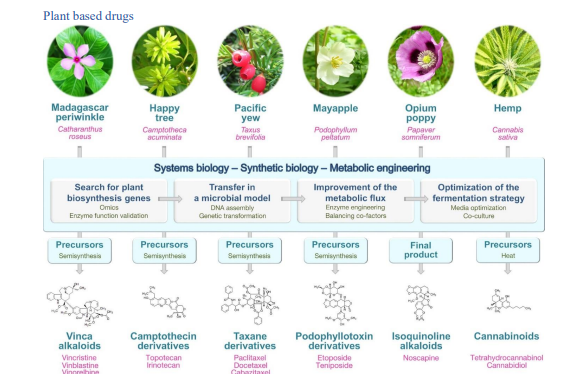 Plant based drugs
Madagascar
periwinkle
Catharanthus
roseus
Happy
tree
Camptotheca
acuminata
Pacific
yew
Taxus
brevifolia
Mayapple
Podophyllum
peltatum
Opium
poppy
Papaver
somniferum
Hemp
Cannabis
sativa
Systems biology – Synthetic biology – Metabolic engineering
Search for plant
biosynthesis genes
Omics
Enzyme function validation
Transfer in
a microbial model
DNA assembly
Genetic transformation
Improvement of the
metabolic flux
Enzyme engineering
Balancing co-factors
Optimization of the
fermentation strategy
Media optimization
Co-culture
Precursors
Semisynthesis
Precursors
Semisynthesis
Precursors
Semisynthesis
Precursors
Semisynthesis
Final
product
Precursors
Heat
Vinca
alkaloids
Vincristine
Vinblastine
Vinorelbine
Camptothecin
derivatives
Topotecan
Irinotecan
Taxane
derivatives
Paclitaxel
Docetaxel
Cabazitaxel
Podophyllotoxin
derivatives
Etoposide
Teniposide
Isoquinoline
alkaloids
Noscapine
Cannabinoids
Tetrahydrocannabinol
Cannabidiol